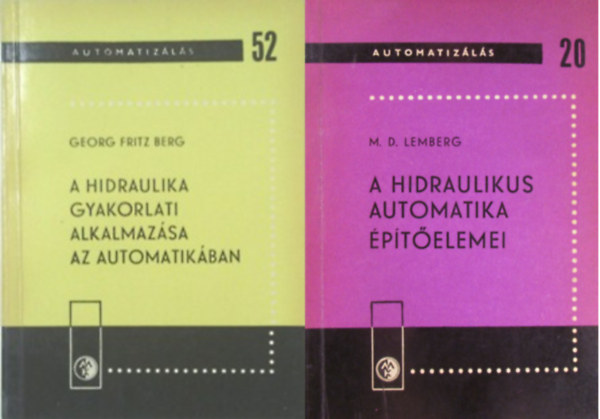 AUTOMATIZÁLÁS 52
GEORG FRITZ BERG
A HIDRAULIKA
GYAKORLATI
ALKALMAZÁSA
AZ AUTOMATIKÁBAN
AUTOMATIZÁLÁS 20
M. D. LEMBERG
A HIDRAULIKUS
AUTOMATIKA
ÉPÍTŐELEMEI